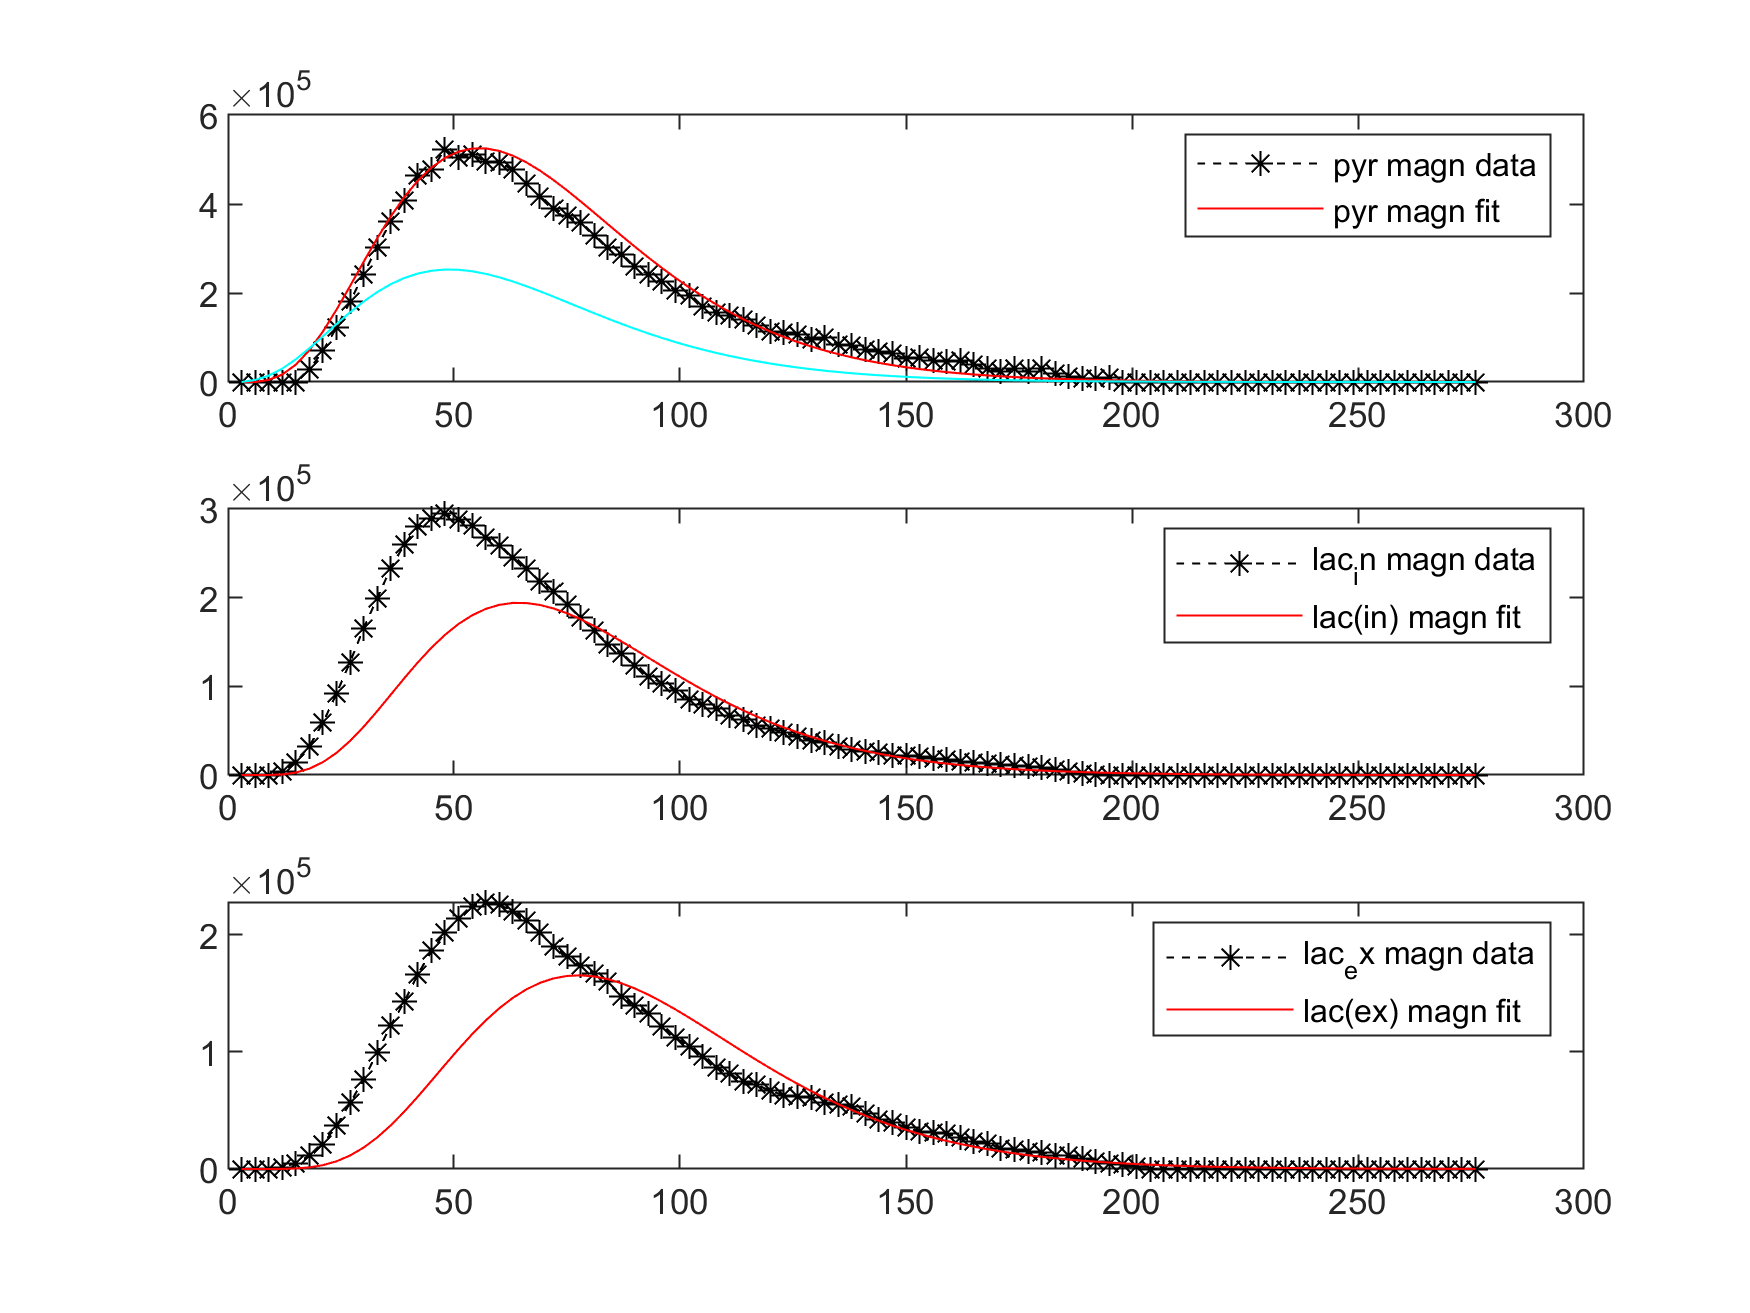 ×10^5
6
4
2
0
0 50 100 150 200 250 300
pyr magn data
pyr magn fit
×10^5
3
2
1
0
0 50 100 150 200 250 300
lac_in magn data
lac(in) magn fit
×10^5
2
1
0
0 50 100 150 200 250 300
lac_ex magn data
lac(ex) magn fit